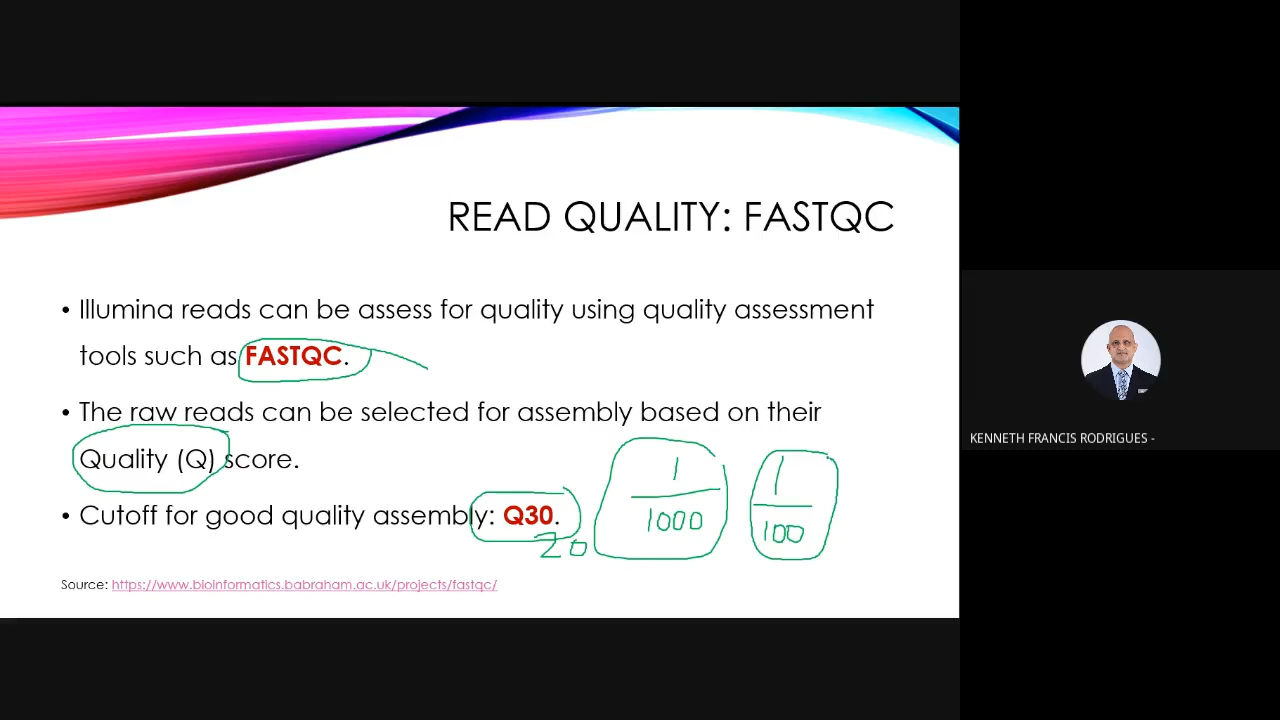 READ QUALITY: FASTQC
• Illumina reads can be assess for quality using quality assessment
tools such as FASTQC.
• The raw reads can be selected for assembly based on their
Quality (Q) score.
• Cutoff for good quality assembly: Q30.
20
1
1000
1
100
Source: https://www.bioinformatics.babraham.ac.uk/projects/fastqc/
KENNETH FRANCIS RODRIGUES -